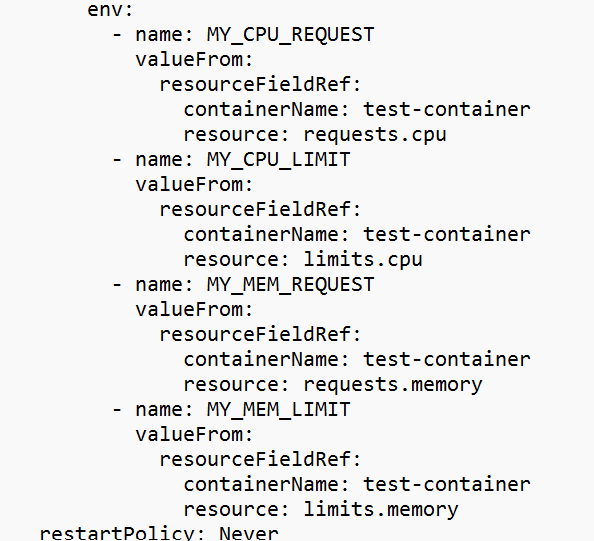 env:
- name: MY_CPU_REQUEST
valueFrom:
resourceFieldRef:
containerName: test-container
resource: requests.cpu
- name: MY_CPU_LIMIT
valueFrom:
resourceFieldRef:
containerName: test-container
resource: limits.cpu
- name: MY_MEM_REQUEST
valueFrom:
resourceFieldRef:
containerName: test-container
resource: requests.memory
- name: MY_MEM_LIMIT
valueFrom:
resourceFieldRef:
containerName: test-container
resource: limits.memory
restartPolicy: Never